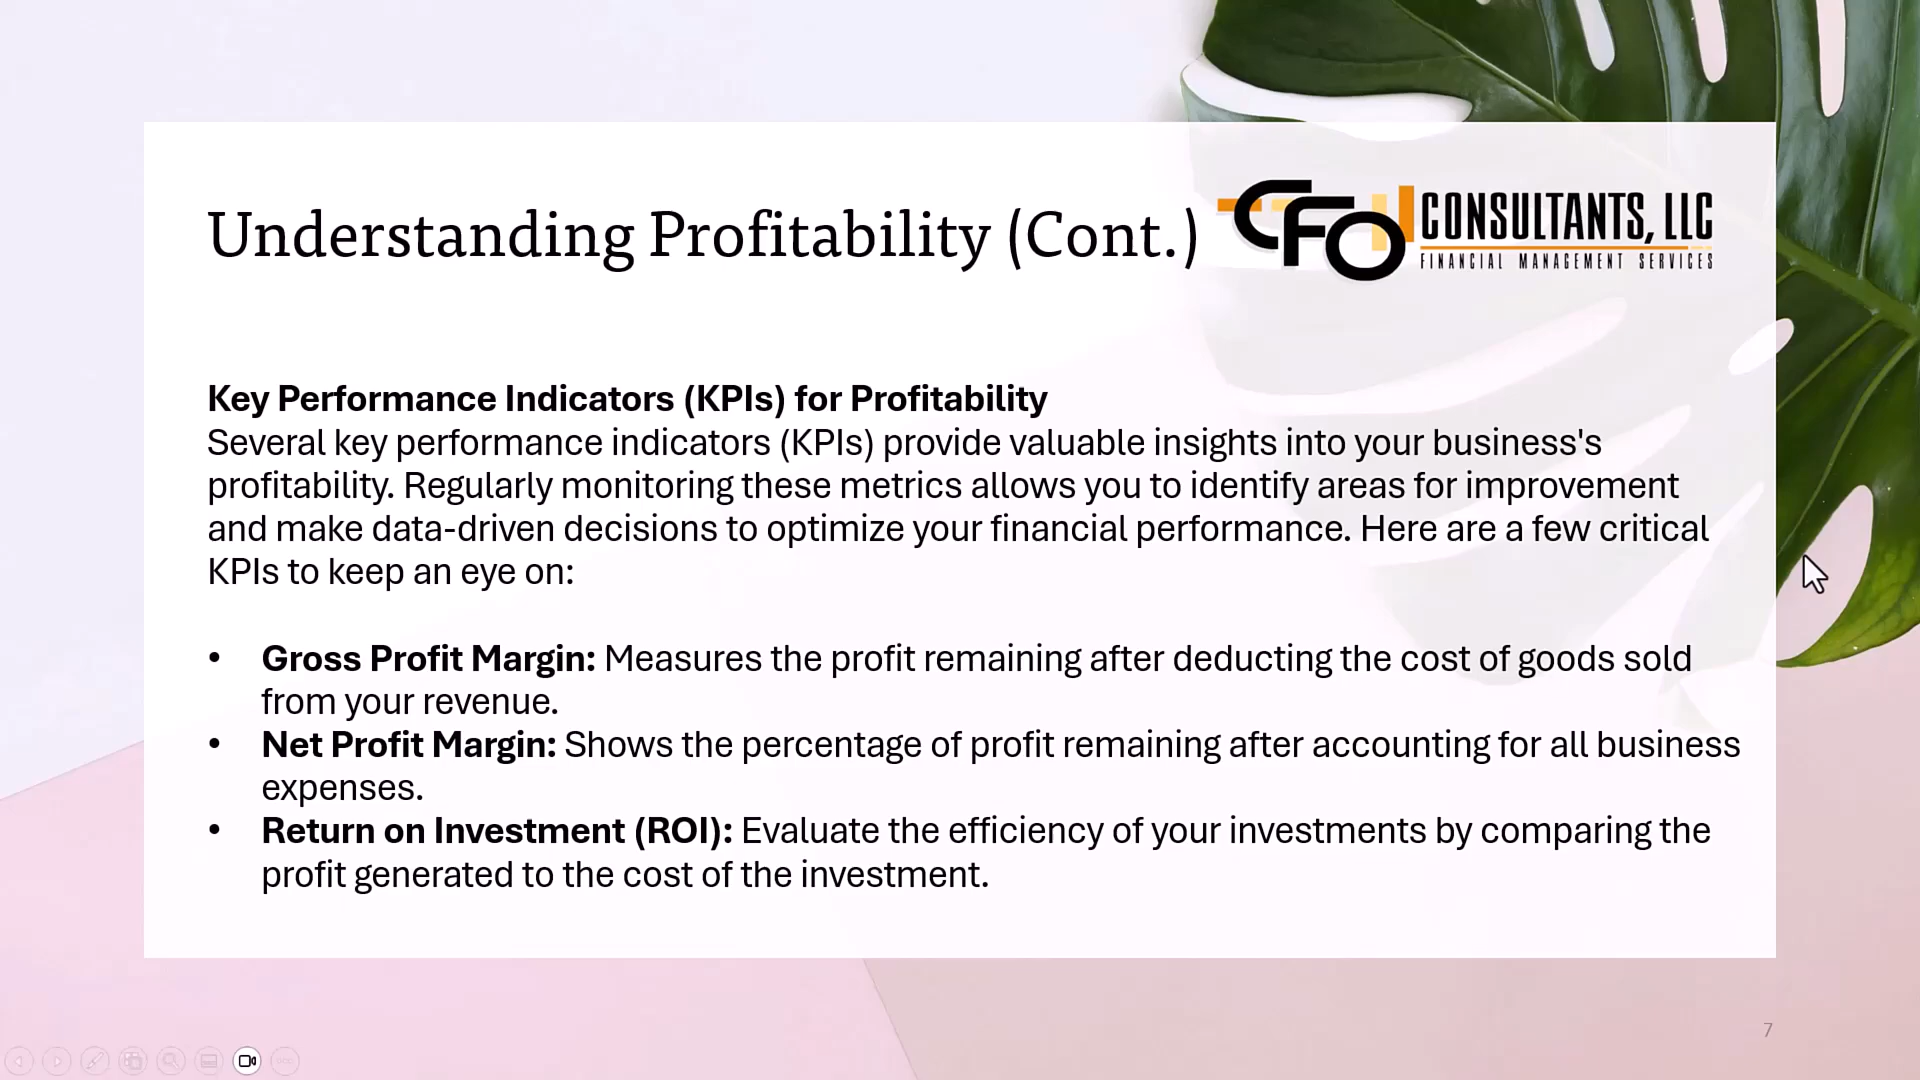 Understanding Profitability (Cont.)
CFO CONSULTANTS, LLC
FINANCIAL MANAGEMENT SERVICES
Key Performance Indicators (KPIs) for Profitability
Several key performance indicators (KPIs) provide valuable insights into your business's
profitability. Regularly monitoring these metrics allows you to identify areas for improvement
and make data-driven decisions to optimize your financial performance. Here are a few critical
KPIs to keep an eye on:
• Gross Profit Margin: Measures the profit remaining after deducting the cost of goods sold
from your revenue.
• Net Profit Margin: Shows the percentage of profit remaining after accounting for all business
expenses.
• Return on Investment (ROI): Evaluate the efficiency of your investments by comparing the
profit generated to the cost of the investment.
7